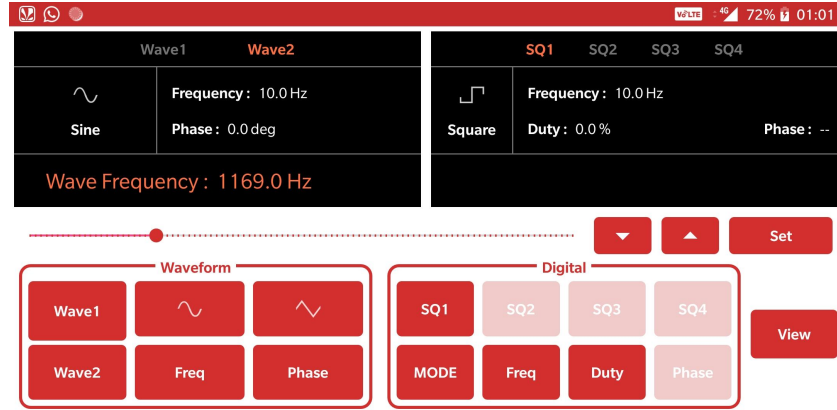 VoLTE 4G 72% 01:01
Wave1 Wave2
Frequency : 10.0 Hz
Sine
Phase : 0.0 deg
Wave Frequency : 1169.0 Hz
SQ1 SQ2 SQ3 SQ4
Frequency : 10.0 Hz
Square
Duty : 0.0 %
Phase : --
Set
Waveform
Wave1
Wave2 Freq Phase
Digital
SQ1 SQ2 SQ3 SQ4
MODE Freq Duty Phase
View